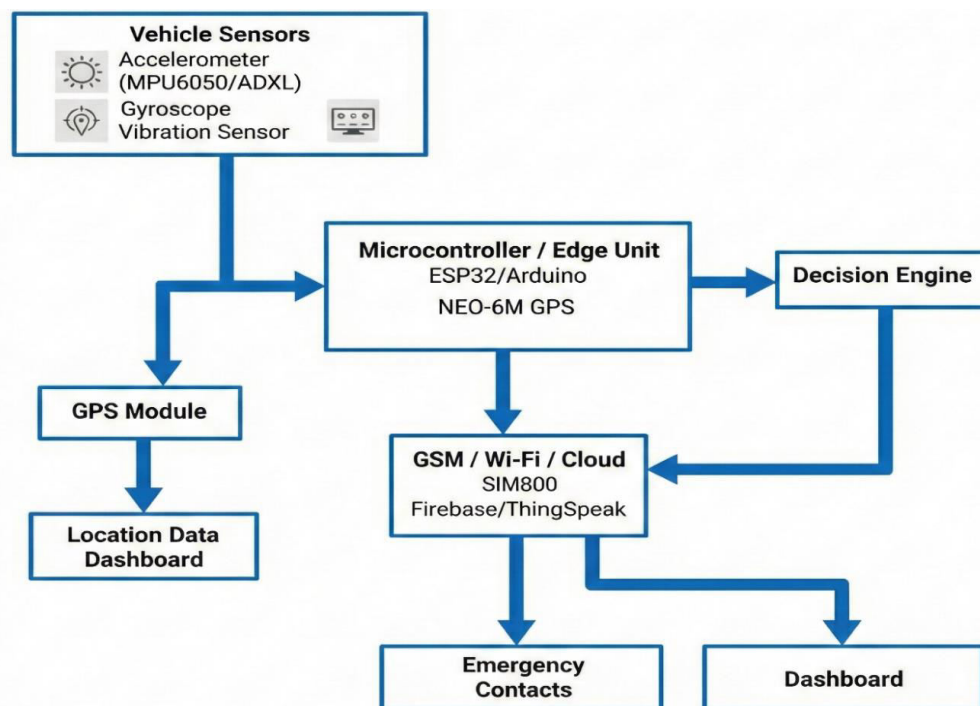 Vehicle Sensors
Accelerometer
(MPU6050/ADXL)
Gyroscope
Vibration Sensor
Microcontroller / Edge Unit
ESP32/Arduino
NEO-6M GPS
Decision Engine
GPS Module
GSM / Wi-Fi / Cloud
SIM800
Firebase/ThingSpeak
Location Data
Dashboard
Emergency
Contacts
Dashboard